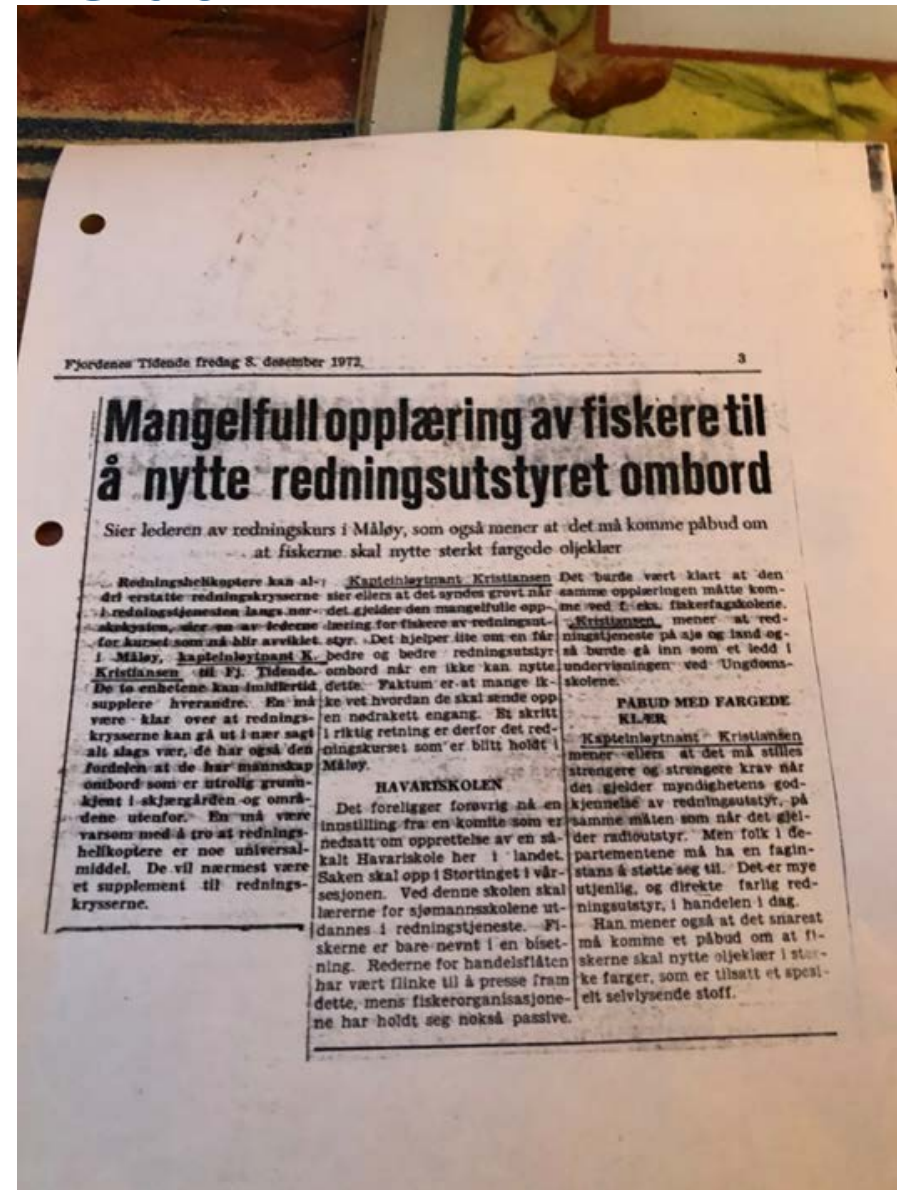 Fjordenes Tidende fredag 8. desember 1972.
3
Mangelfull opplæring av fiskere til
å nytte redningsutstyret ombord
Sier lederen av redningskurs i Måløy, som også mener at det må komme påbud om
at fiskerne skal nytte sterkt fargede oljeklær
Redningshelikoptere kan al-
dri erstatte redningskrysserne
i redningstjenesten langs nor-
skekysten, sier en av lederne
for kurset som nå blir avviklet
i Måløy, kapteinløytnant K.
Kristiansen til Fj. Tidende.
De to enhetene kan imidlertid
supplere hverandre. En må
være klar over at rednings-
krysserne kan gå ut i nær sagt
alt slags vær, de har også den
fordelen at de har mannskap
ombord som er utrolig grunn-
kjent i skjærgården og områ-
dene utenfor. En må være
varsom med å tro at rednings-
helikoptere er noe universal-
middel. De vil nærmest være
et supplement til rednings-
krysserne.
Kapteinløytnant Kristiansen
sier ellers at det syndes grovt når
det gjelder den mangelfulle opp-
læring for fiskere av redningsut-
styr. Det hjelper lite om en får
bedre og bedre redningsutstyr
ombord når en ikke kan nytte
dette. Faktum er at mange ik-
ke vet hvordan de skal sende opp
en nødrakett engang. Et skritt
i riktig retning er derfor det red-
ningskurset som er blitt holdt i
Måløy.
HAVARISKOLEN
Det foreligger forøvrig nå en
innstilling fra en komite som er
nedsatt om opprettelse av en så-
kalt Havariskole her i landet.
Saken skal opp i Stortinget i vår-
sesjonen. Ved denne skolen skal
lærerne for sjømannsskolene ut-
dannes i redningstjeneste. Fi-
skerne er bare nevnt i en biset-
ning. Rederne for handelsflåten
har vært flinke til å presse fram
dette, mens fiskerorganisasjone-
ne har holdt seg nokså passive.
Det burde vært klart at den
samme opplæringen måtte kom-
me ved f. eks. fiskerfagskolene.
Kristiansen mener at red-
ningstjeneste på sjø og land og-
så burde gå inn som et ledd i
undervisningen ved Ungdoms-
skolene.
PÅBUD MED FARGEDE
KLÆR
Kapteinløytnant Kristiansen
mener ellers at det må stilles
strengere og strengere krav når
det gjelder myndighetens god-
kjennelse av redningsutstyr, på
samme måten som når det gjel-
der radioutstyr. Men folk i de-
partementene må ha en fagin-
stans å støtte seg til. Det er mye
utjenlig, og direkte farlig red-
ningsutstyr, i handelen i dag.
Han mener også at det snarest
må komme et påbud om at fi-
skerne skal nytte oljeklær i ster-
ke farger, som er tilsatt et spesi-
elt selvlysende stoff.